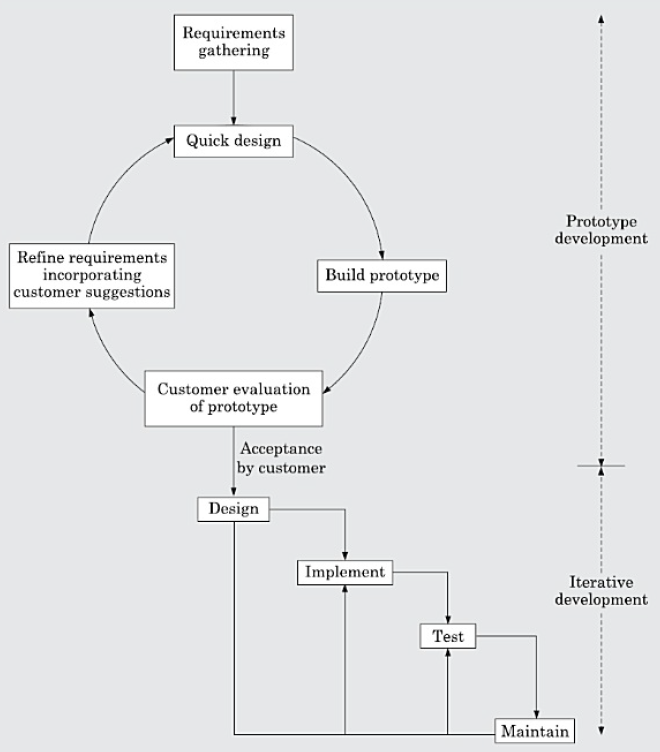 Requirements
gathering
Quick design
Prototype
development
Refine requirements
incorporating
customer suggestions
Build prototype
Customer evaluation
of prototype
Acceptance
by customer
Design
Implement
Iterative
development
Test
Maintain